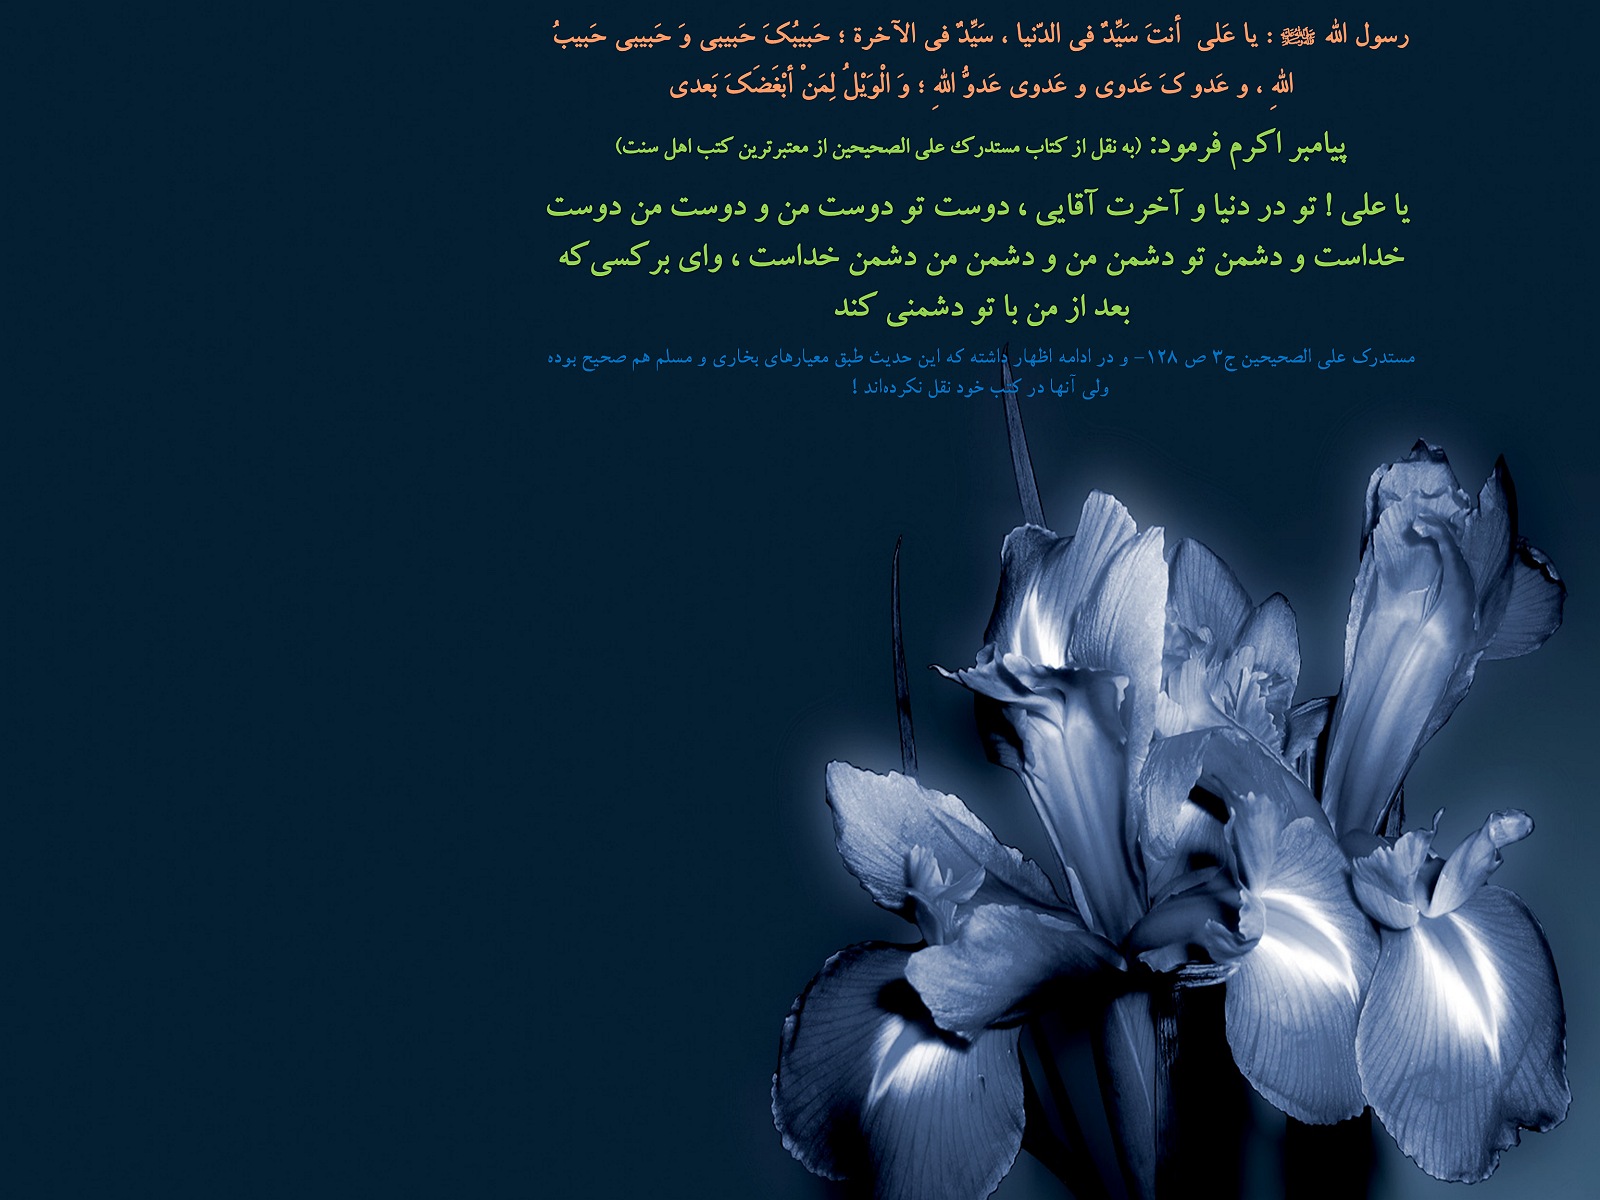 رسول الله ﷺ : یا عَلی أنتَ سَیِّدٌ فی الدّنیا ، سَیِّدٌ فی الآخرة ؛ حَبیبُکَ حَبیبی وَ حَبیبی حَبیبُ
اللهِ ، و عَدوکَ عَدوی و عَدوی عَدوُّ اللهِ ؛ وَ الْوَیْلُ لِمَنْ أبْغَضَکَ بَعدی
پیامبر اکرم فرمود: (به نقل از کتاب مستدرك على الصحيحين از معتبرترین کتب اهل سنت)
یا علی ! تو در دنیا و آخرت آقایی ، دوست تو دوست من و دوست من دوست
خداست و دشمن تو دشمن من و دشمن من دشمن خداست ، وای بر کسی که
بعد از من با تو دشمنی کند
مستدرک علی الصحیحین ج۳ ص ۱۲۸- و در ادامه اظهار داشته که این حدیث طبق معیارهای بخاری و مسلم هم صحیح بوده
ولی آنها در کتب خود نقل نکرده‌اند !